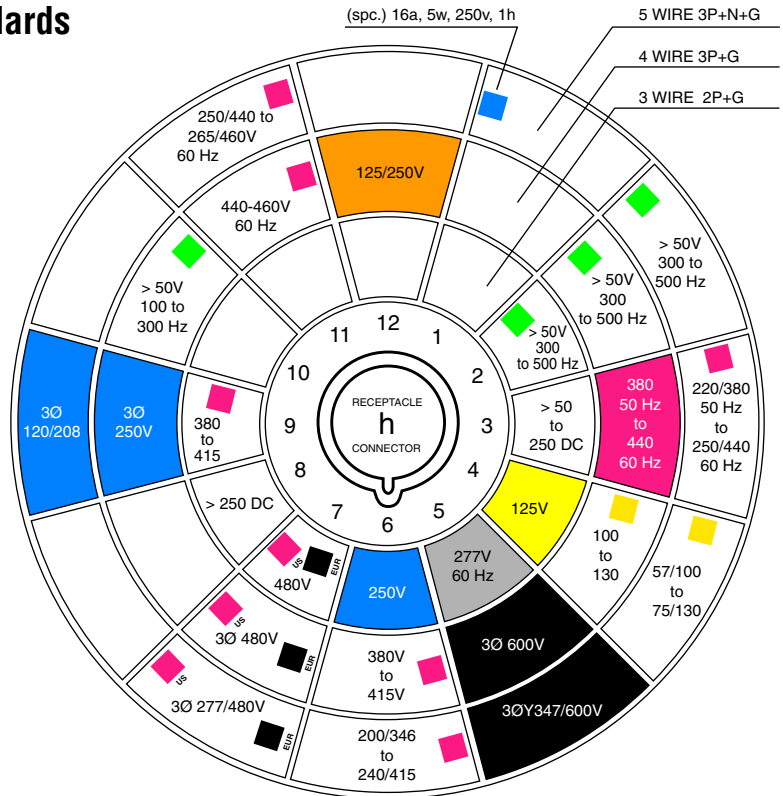 lards
(spc.) 16a, 5w, 250v, 1h
5 WIRE 3P+N+G
4 WIRE 3P+G
3 WIRE 2P+G
250/440 to
265/460V
60 Hz
440-460V
60 Hz
125/250V
> 50V
300 to
500 Hz
> 50V
300
to 500 Hz
> 50V
300
to 500 Hz
> 50V
100 to
300 Hz
12
1
2
3
4
5
6
7
8
9
10
11
RECEPTACLE
h
CONNECTOR
3Ø
120/208
3Ø
250V
380
to
415
> 50
to
250 DC
380
50 Hz
to
440
60 Hz
220/380
50 Hz
to
250/440
60 Hz
> 250 DC
125V
100
to
130
57/100
to
75/130
US
EUR
480V
250V
277V
60 Hz
US
3Ø 480V
EUR
380V
to
415V
3Ø 600V
US
3Ø 277/480V
EUR
200/346
to
240/415
3ØY347/600V